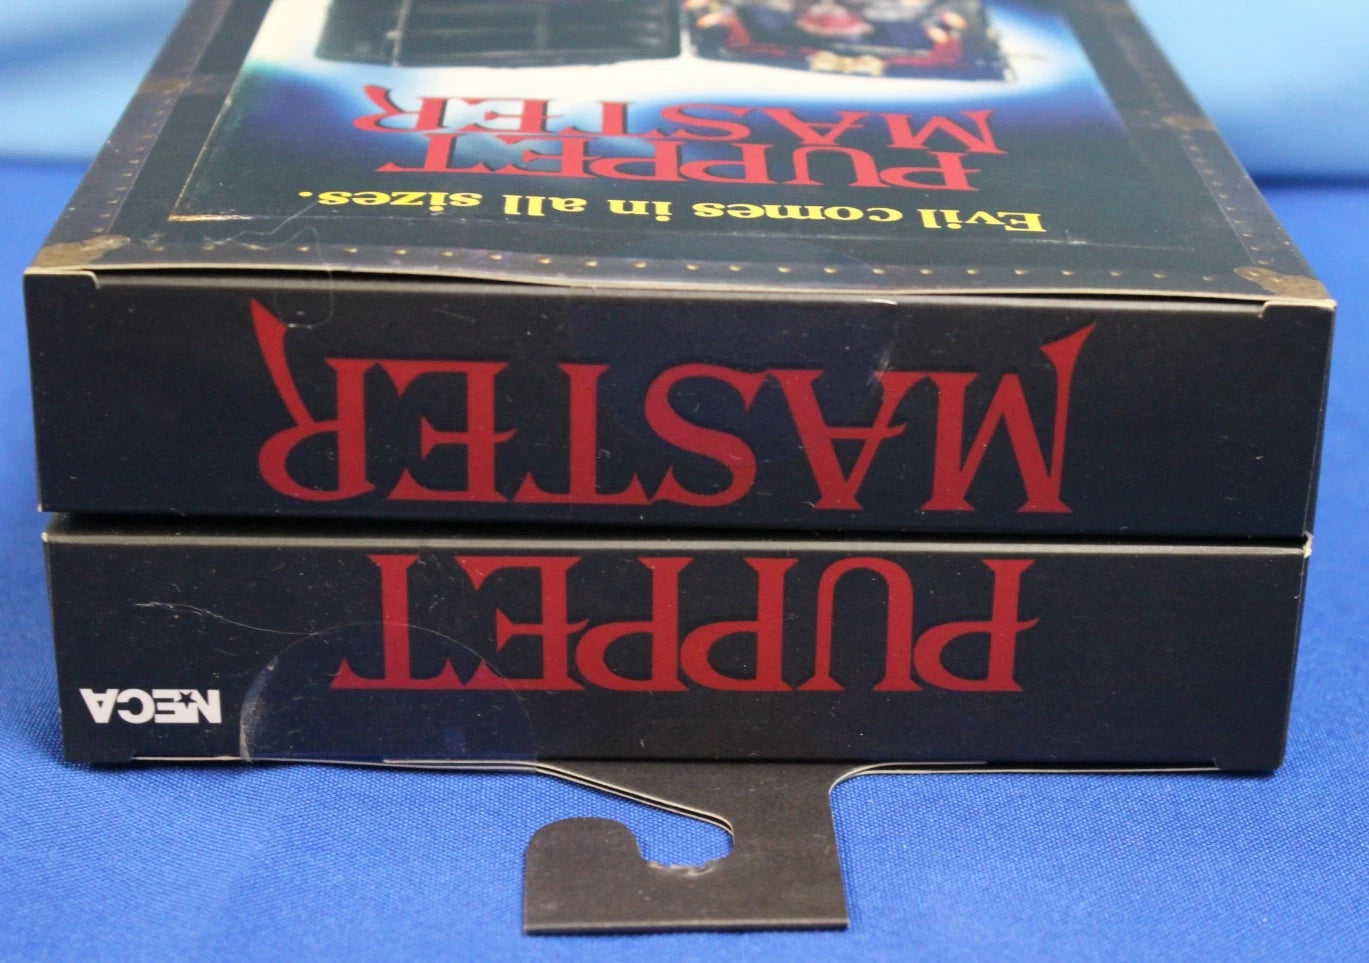 Evil comes in all sizes.
PUPPET
MASTER
PUPPET
MASTER
NECA